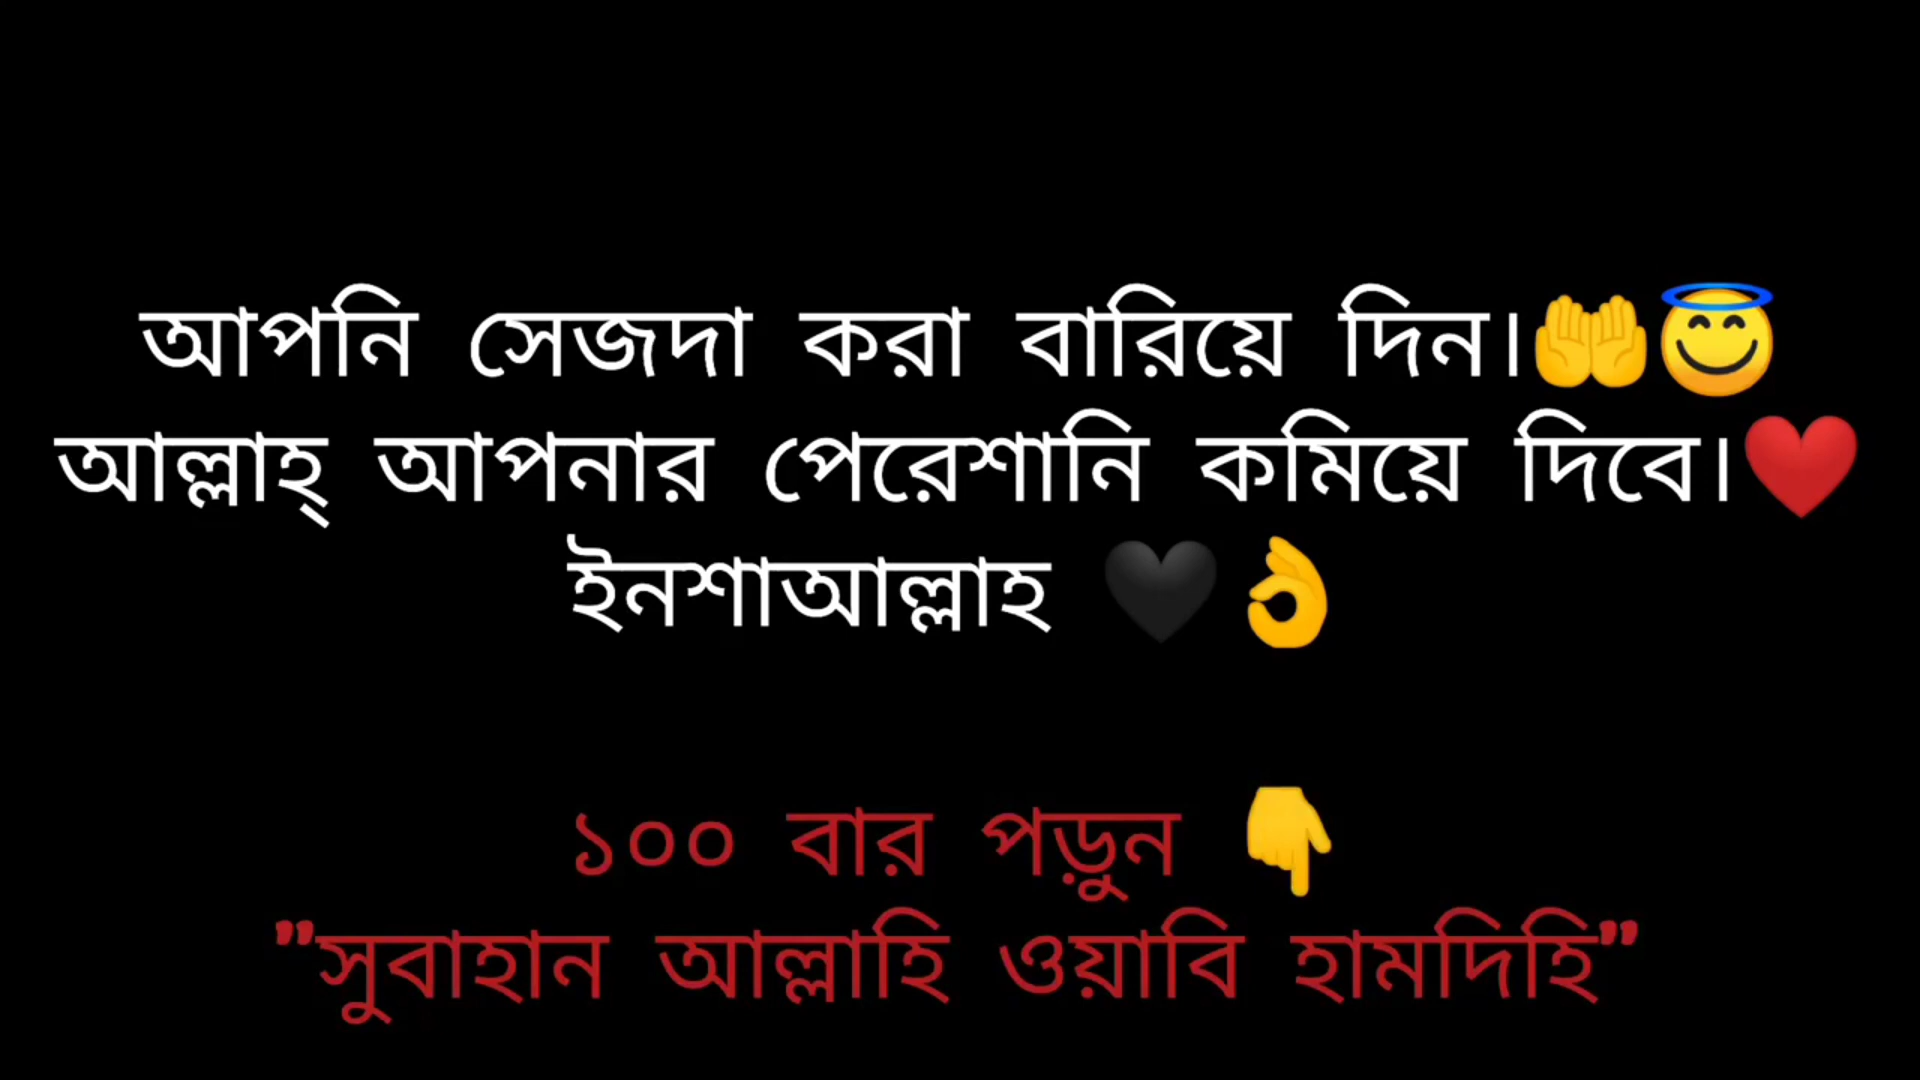 আপনি সেজদা করা বারিয়ে দিন।🤲😇
আল্লাহ্ আপনার পেরেশানি কমিয়ে দিবে।❤️
ইনশাআল্লাহ 🖤👌
১০০ বার পড়ুন 👇
"সুবাহান আল্লাহি ওয়াবি হামদিহি"